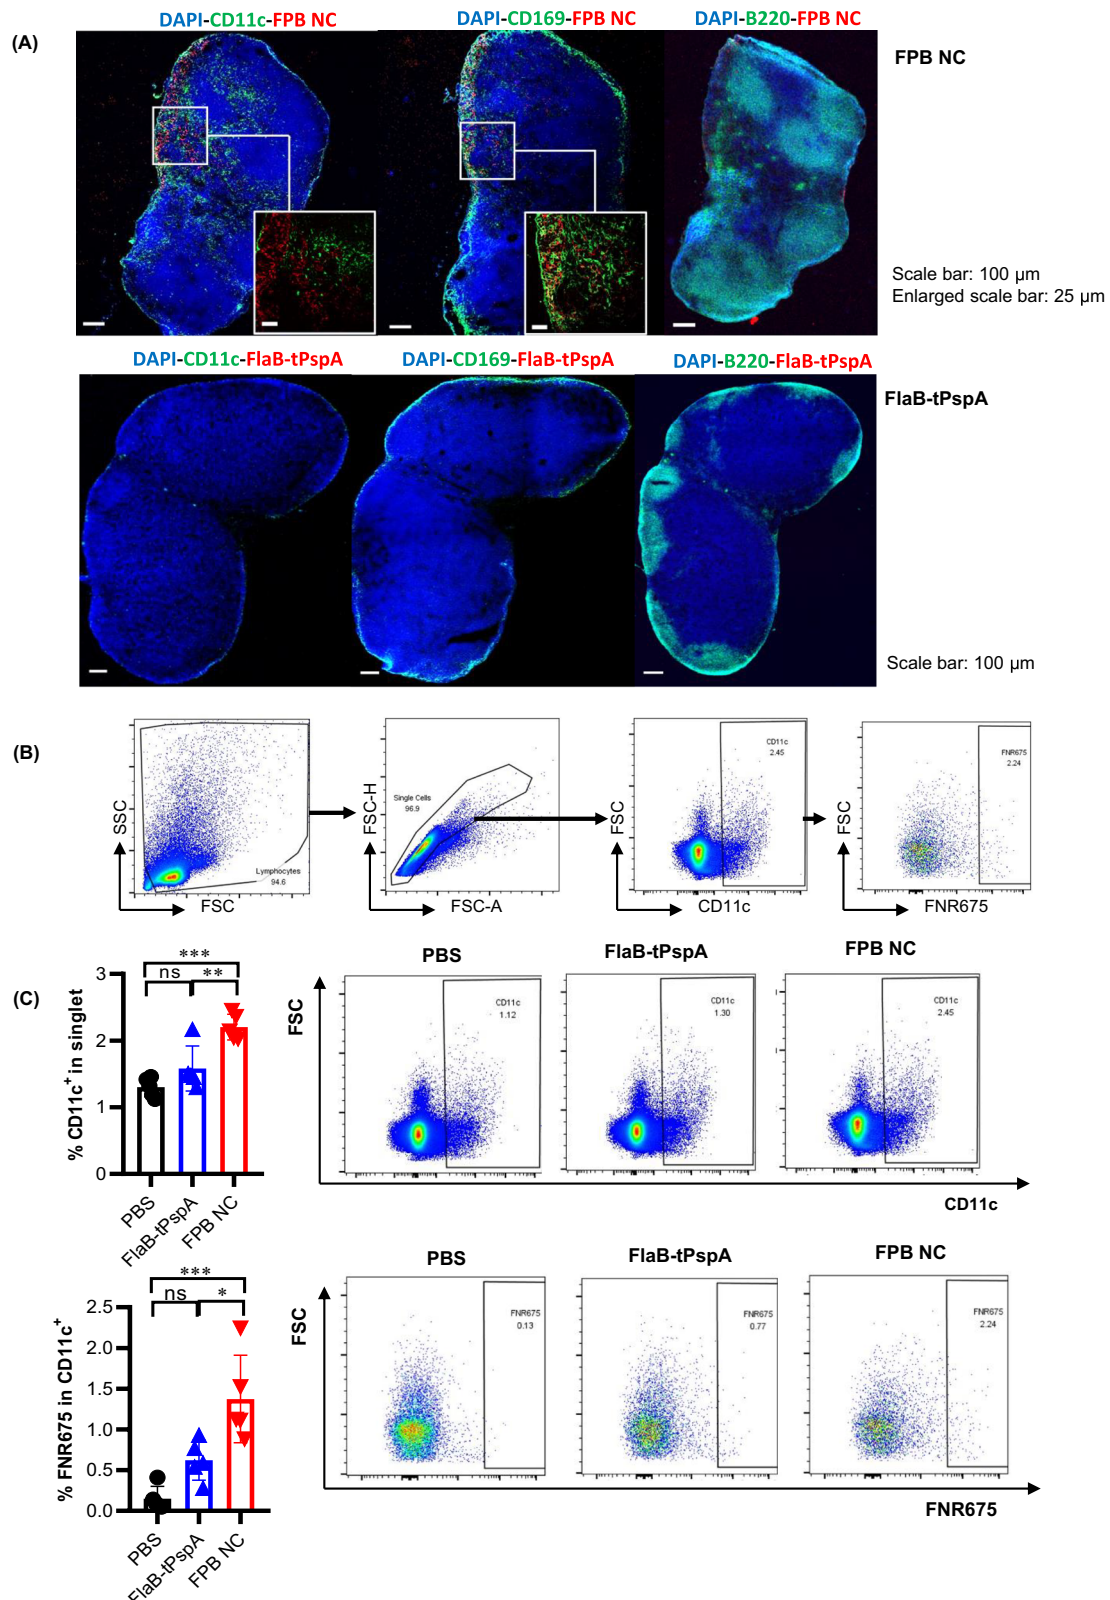 (A)
DAPI-CD11c-FPB NC
DAPI-CD169-FPB NC
DAPI-B220-FPB NC
FPB NC
Scale bar: 100 µm
Enlarged scale bar: 25 µm
DAPI-CD11c-FlaB-tPspA
DAPI-CD169-FlaB-tPspA
DAPI-B220-FlaB-tPspA
FlaB-tPspA
Scale bar: 100 µm
(B)
SSC
Lymphocytes
94.6
FSC
FSC-H
Single Cells
96.9
FSC-A
FSC
CD11c
2.45
CD11c
FSC
FNR675
2.24
FNR675
(C)
% CD11c+ in singlet
3
2
1
0
***
ns
**
PBS
FlaB-tPspA
FPB NC
PBS
FlaB-tPspA
FPB NC
FSC
CD11c
1.12
CD11c
1.30
CD11c
2.45
CD11c
% FNR675 in CD11c+
2.5
2.0
1.5
1.0
0.5
0.0
***
ns
*
PBS
FlaB-tPspA
FPB NC
PBS
FlaB-tPspA
FPB NC
FSC
FNR675
0.13
FNR675
0.77
FNR675
2.24
FNR675